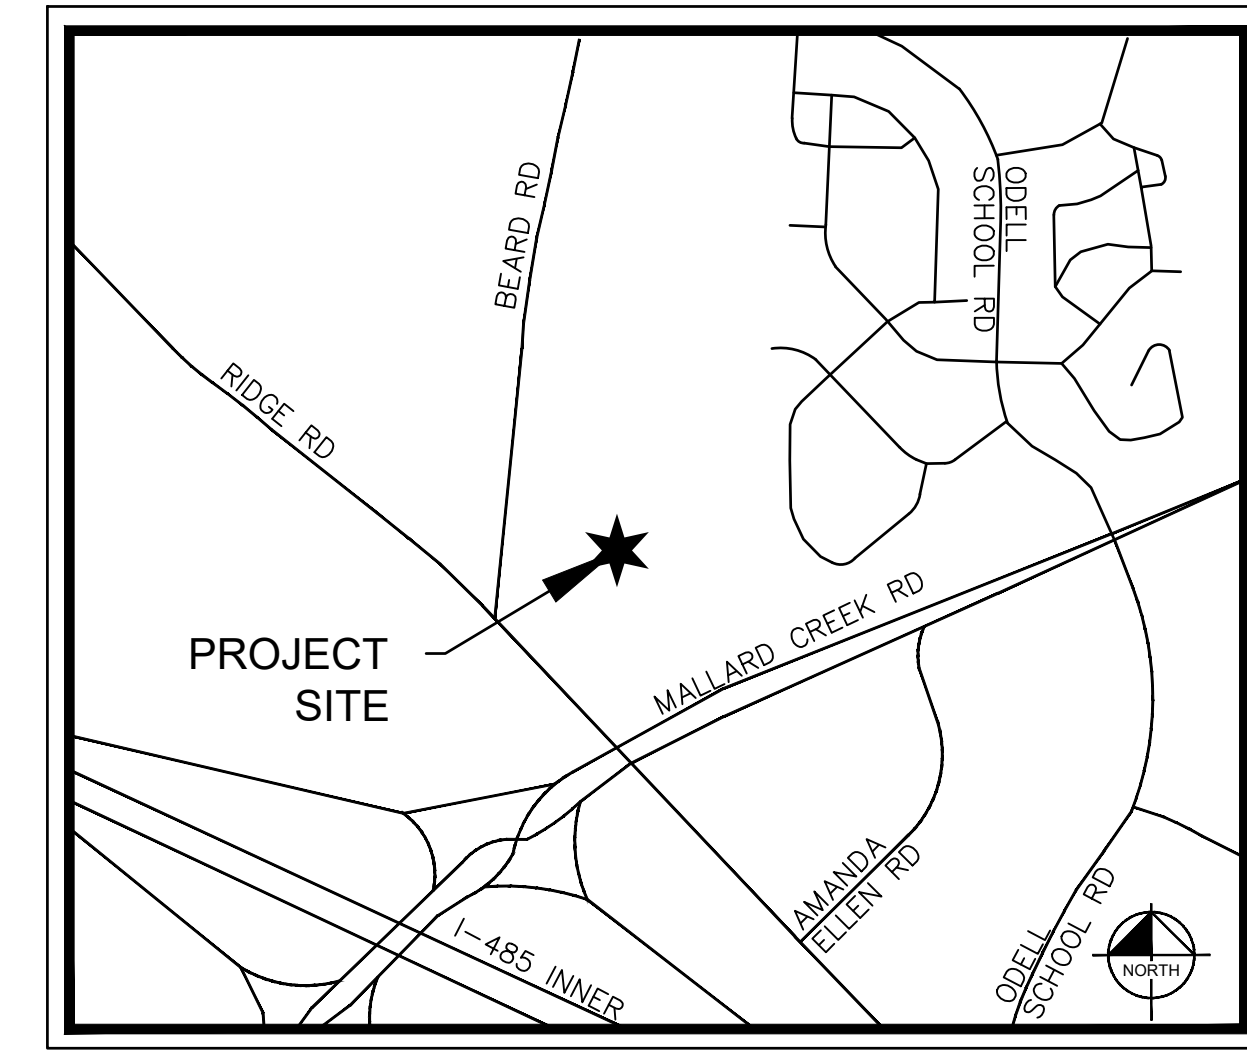 BEARD RD
ODELL
SCHOOL RD
RIDGE RD
MALLARD CREEK RD
PROJECT
SITE
AMANDA
ELLEN RD
I-485 INNER
ODELL
SCHOOL RD
NORTH